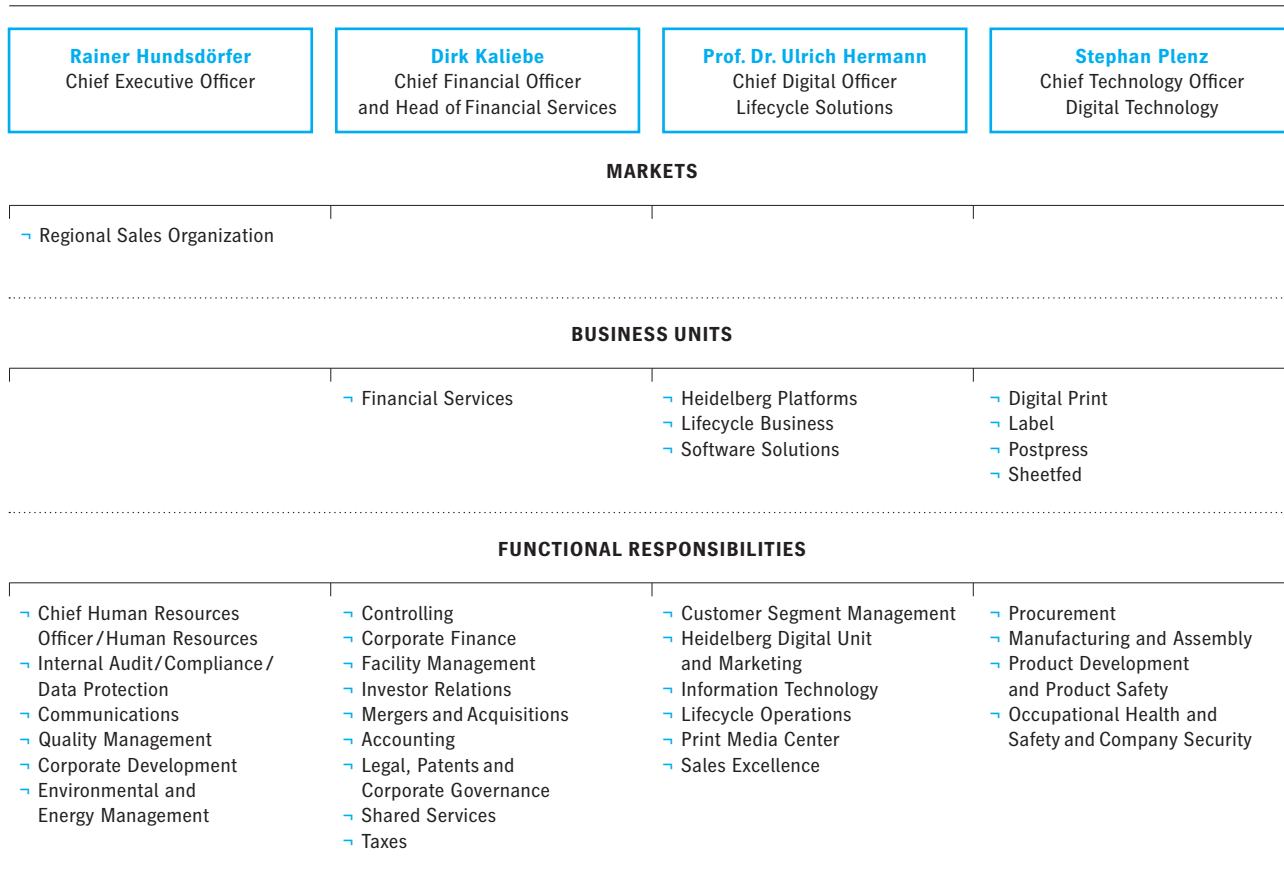 Rainer Hundsdörfer
Chief Executive Officer
Dirk Kaliebe
Chief Financial Officer
and Head of Financial Services
Prof. Dr. Ulrich Hermann
Chief Digital Officer
Lifecycle Solutions
Stephan Plenz
Chief Technology Officer
Digital Technology
MARKETS
¬ Regional Sales Organization
BUSINESS UNITS
¬ Financial Services
¬ Heidelberg Platforms
¬ Lifecycle Business
¬ Software Solutions
¬ Digital Print
¬ Label
¬ Postpress
¬ Sheetfed
FUNCTIONAL RESPONSIBILITIES
¬ Chief Human Resources
Officer / Human Resources
¬ Internal Audit / Compliance /
Data Protection
¬ Communications
¬ Quality Management
¬ Corporate Development
¬ Environmental and
Energy Management
¬ Controlling
¬ Corporate Finance
¬ Facility Management
¬ Investor Relations
¬ Mergers and Acquisitions
¬ Accounting
¬ Legal, Patents and
Corporate Governance
¬ Shared Services
¬ Taxes
¬ Customer Segment Management
¬ Heidelberg Digital Unit
and Marketing
¬ Information Technology
¬ Lifecycle Operations
¬ Print Media Center
¬ Sales Excellence
¬ Procurement
¬ Manufacturing and Assembly
¬ Product Development
and Product Safety
¬ Occupational Health and
Safety and Company Security